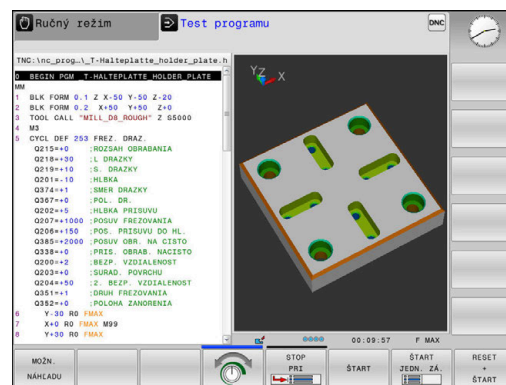 Ručný režim
Test programu
DNC
TNC:\nc_prog…\_T-Halteplatte_holder_plate.h
0 BEGIN PGM _T-HALTEPLATTE_HOLDER_PLATE
MM
1 BLK FORM 0.1 Z X-50 Y-50 Z-20
2 BLK FORM 0.2 X+50 Y+50 Z+0
3 TOOL CALL "MILL_D8_ROUGH" Z S5000
4 M3
5 CYCL DEF 253 FREZ. DRAZ.
Q215=+0 ;ROZSAH OBRABANIA
Q218=+30 ;L DRAZKY
Q219=+10 ;S. DRAZKY
Q201=-10 ;HLBKA
Q374=+1 ;SMER DRAZKY
Q367=+0 ;POL. DR.
Q202=+5 ;HLBKA PRISUVU
Q207=+1000 ;POSUV FREZOVANIA
Q206=+150 ;POS. PRISUVU DO HL.
Q385=+2000 ;POSUV OBR. NA CISTO
Q338=+0 ;PRIS. OBRAB. NACISTO
Q200=+2 ;BEZP. VZDIALENOST
Q203=+0 ;SURAD. POVRCHU
Q204=+50 ;2. BEZP. VZDIALENOST
Q351=+1 ;DRUH FREZOVANIA
Q352=+0 ;POLOHA ZANORENIA
6 Y-30 R0 FMAX
7 X+0 R0 FMAX M99
8 Y+30 R0 FMAX
Y Z X
00:09:57 F MAX
MOŽN.
NÁHĽADU
STOP
PRI
ŠTART
ŠTART
JEDN. ZÁ.
RESET
+
ŠTART